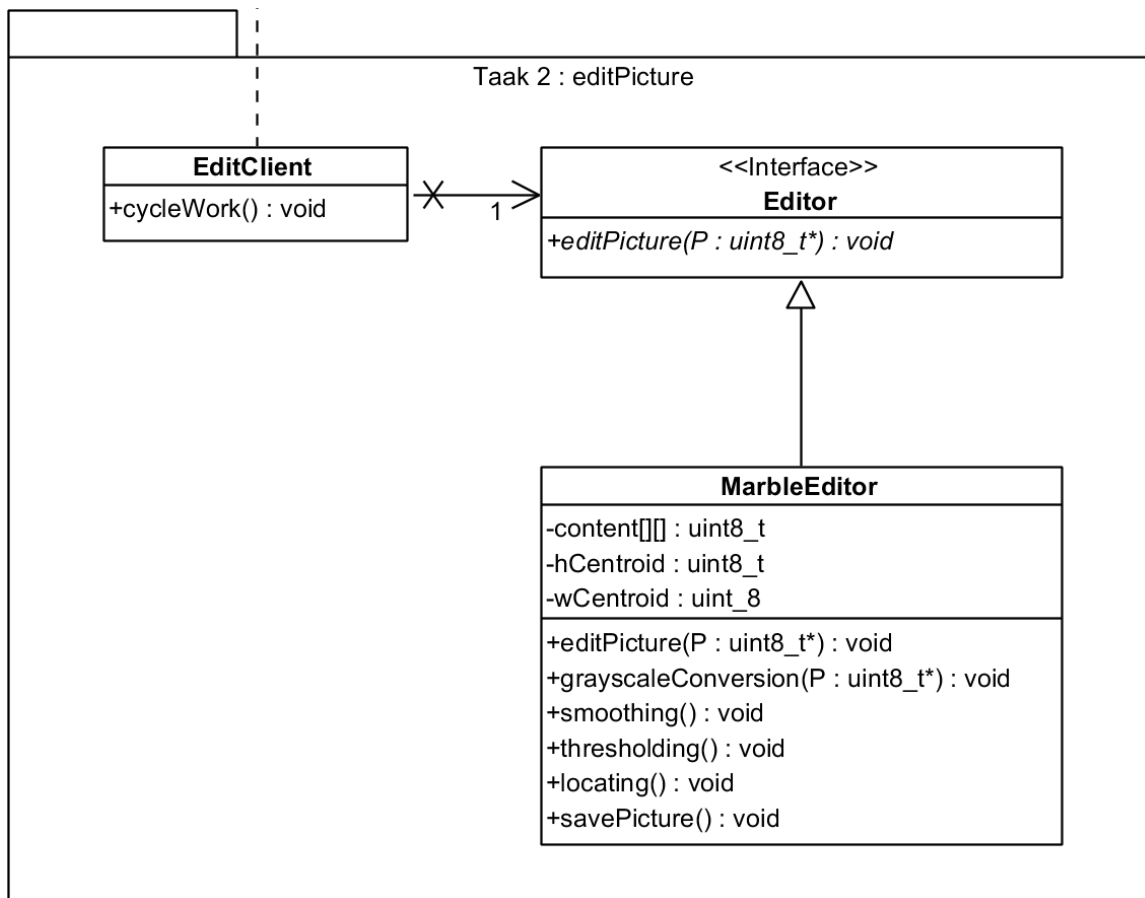 Taak 2 : editPicture
EditClient
+cycleWork() : void
1
<<Interface>>
Editor
+editPicture(P : uint8_t*) : void
MarbleEditor
-content[][] : uint8_t
-hCentroid : uint8_t
-wCentroid : uint_8
+editPicture(P : uint8_t*) : void
+grayscaleConversion(P : uint8_t*) : void
+smoothing() : void
+thresholding() : void
+locating() : void
+savePicture() : void